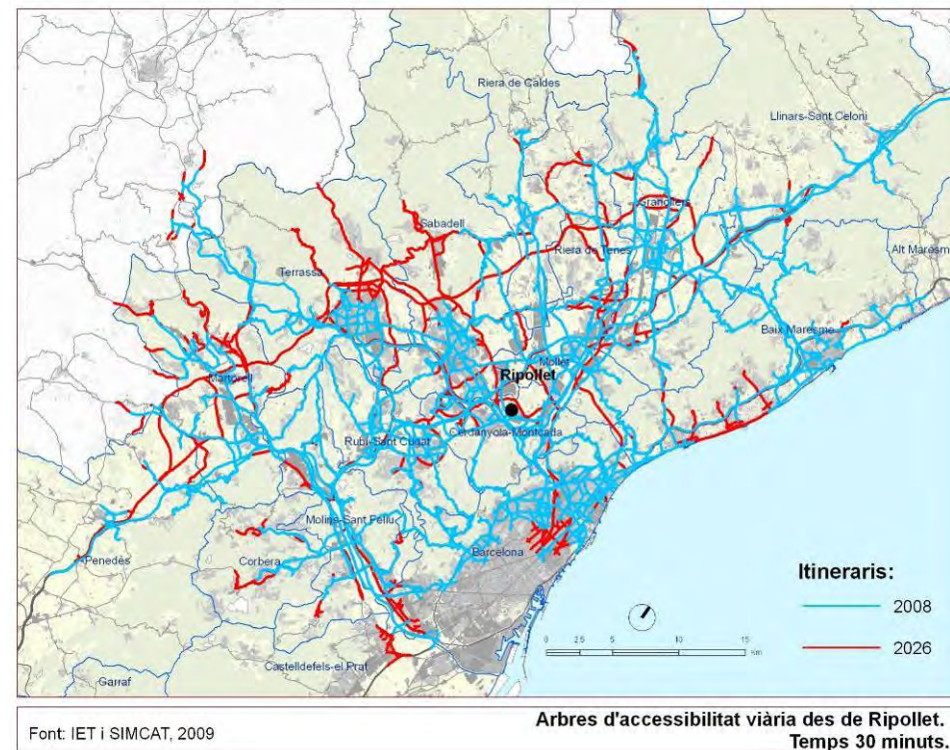 Riera de Caldes
Llinars-Sant Celoni
Granollers
Sabadell
Riera de Tenes
Alt Maresm
Terrassa
Baix Maresme
Mollet
Ripollet
Martorell
Cerdanyola-Montcada
Rubí-Sant Cugat
Molins-Sant Feliu
Barcelona
Penedès
Corbera
Itineraris:
2008
2026
0 2.5 5 10 15
Km
Castelldefels-el Prat
Garraf
Font: IET i SIMCAT, 2009
Arbres d'accessibilitat viària des de Ripollet.
Temps 30 minuts.